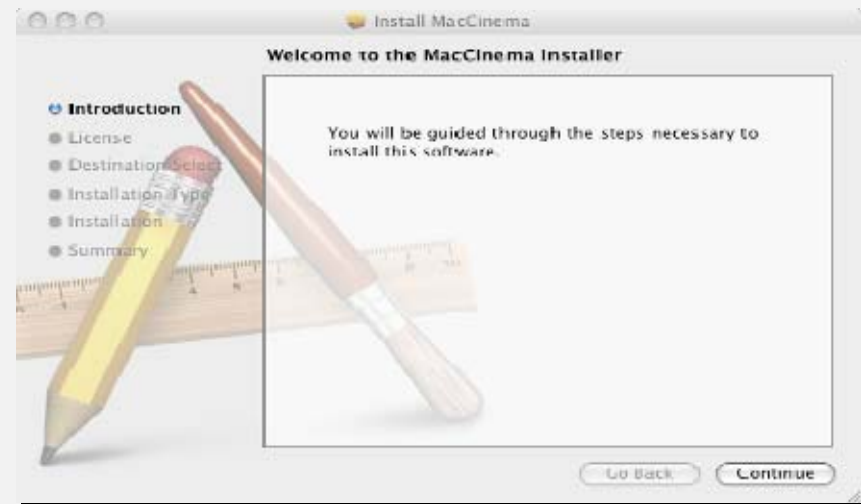 Install MacCinema
Welcome to the MacCinema Installer
Introduction
License
Destination Select
Installation Type
Installation
Summary
You will be guided through the steps necessary to
install this software.
Go Back
Continue